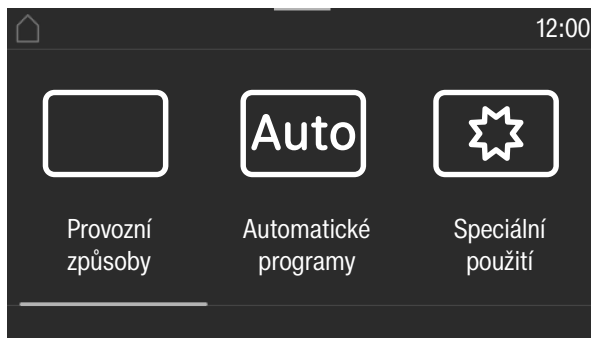 12:00
Auto
Provozní
způsoby
Automatické
programy
Speciální
použití